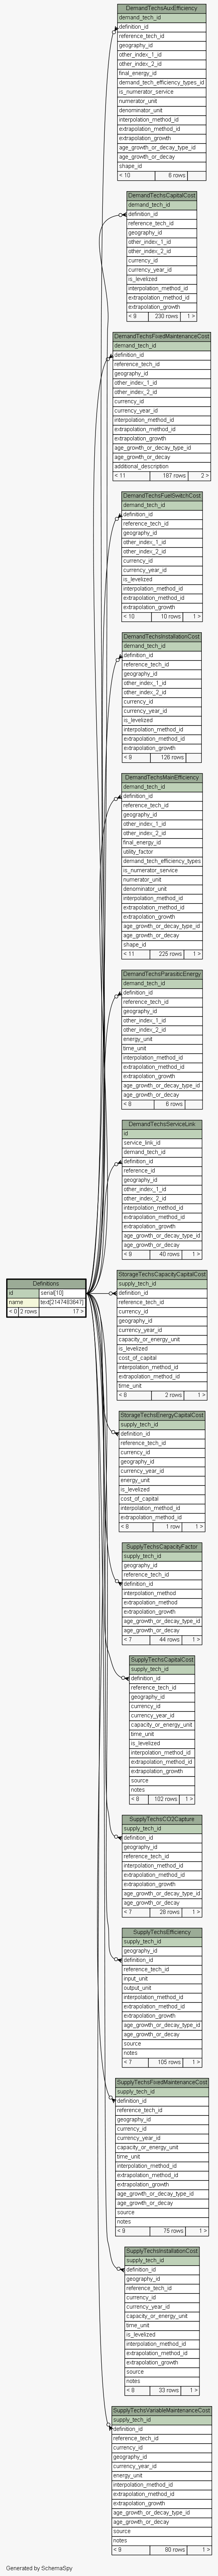 DemandTechsAuxEfficiency
demand_tech_id
definition_id
reference_tech_id
geography_id
other_index_1_id
other_index_2_id
final_energy_id
demand_tech_efficiency_types_id
is_numerator_service
numerator_unit
denominator_unit
interpolation_method_id
extrapolation_method_id
extrapolation_growth
age_growth_or_decay_type_id
age_growth_or_decay
shape_id
< 10 6 rows
DemandTechsCapitalCost
demand_tech_id
definition_id
reference_tech_id
geography_id
other_index_1_id
other_index_2_id
currency_id
currency_year_id
is_levelized
interpolation_method_id
extrapolation_method_id
extrapolation_growth
< 9 230 rows 1 >
DemandTechsFixedMaintenanceCost
demand_tech_id
definition_id
reference_tech_id
geography_id
other_index_1_id
other_index_2_id
currency_id
currency_year_id
interpolation_method_id
extrapolation_method_id
extrapolation_growth
age_growth_or_decay_type_id
age_growth_or_decay
additional_description
< 11 187 rows 2 >
DemandTechsFuelSwitchCost
demand_tech_id
definition_id
reference_tech_id
geography_id
other_index_1_id
other_index_2_id
currency_id
currency_year_id
is_levelized
interpolation_method_id
extrapolation_method_id
extrapolation_growth
< 10 10 rows 1 >
DemandTechsInstallationCost
demand_tech_id
definition_id
reference_tech_id
geography_id
other_index_1_id
other_index_2_id
currency_id
currency_year_id
is_levelized
interpolation_method_id
extrapolation_method_id
extrapolation_growth
< 9 128 rows
DemandTechsMainEfficiency
demand_tech_id
definition_id
reference_tech_id
geography_id
other_index_1_id
other_index_2_id
final_energy_id
utility_factor
demand_tech_efficiency_types
is_numerator_service
numerator_unit
denominator_unit
interpolation_method_id
extrapolation_method_id
extrapolation_growth
age_growth_or_decay_type_id
age_growth_or_decay
shape_id
< 11 225 rows 1 >
DemandTechsParasiticEnergy
demand_tech_id
definition_id
reference_tech_id
geography_id
other_index_1_id
other_index_2_id
energy_unit
time_unit
interpolation_method_id
extrapolation_method_id
extrapolation_growth
age_growth_or_decay_type_id
age_growth_or_decay
< 8 6 rows
DemandTechsServiceLink
id
service_link_id
demand_tech_id
definition_id
reference_id
geography_id
other_index_1_id
other_index_2_id
interpolation_method_id
extrapolation_method_id
extrapolation_growth
age_growth_or_decay_type_id
age_growth_or_decay
< 9 40 rows 1 >
Definitions
id serial[10]
name text[2147483647]
< 0 2 rows 17 >
StorageTechsCapacityCapitalCost
supply_tech_id
definition_id
reference_tech_id
currency_id
geography_id
currency_year_id
capacity_or_energy_unit
is_levelized
cost_of_capital
interpolation_method_id
extrapolation_method_id
time_unit
< 8 2 rows 1 >
StorageTechsEnergyCapitalCost
supply_tech_id
definition_id
reference_tech_id
currency_id
geography_id
currency_year_id
energy_unit
is_levelized
cost_of_capital
interpolation_method_id
extrapolation_method_id
< 8 1 row 1 >
SupplyTechsCapacityFactor
supply_tech_id
geography_id
reference_tech_id
definition_id
interpolation_method
extrapolation_method
extrapolation_growth
age_growth_or_decay_type_id
age_growth_or_decay
< 7 44 rows 1 >
SupplyTechsCapitalCost
supply_tech_id
definition_id
reference_tech_id
geography_id
currency_id
currency_year_id
capacity_or_energy_unit
time_unit
is_levelized
interpolation_method_id
extrapolation_method_id
extrapolation_growth
source
notes
< 8 102 rows 1 >
SupplyTechsCO2Capture
supply_tech_id
definition_id
geography_id
reference_tech_id
interpolation_method_id
extrapolation_method_id
extrapolation_growth
age_growth_or_decay_type_id
age_growth_or_decay
< 7 28 rows 1 >
SupplyTechsEfficiency
supply_tech_id
geography_id
definition_id
reference_tech_id
input_unit
output_unit
interpolation_method_id
extrapolation_method_id
extrapolation_growth
age_growth_or_decay_type_id
age_growth_or_decay
source
notes
< 7 105 rows 1 >
SupplyTechsFixedMaintenanceCost
supply_tech_id
definition_id
reference_tech_id
geography_id
currency_id
currency_year_id
capacity_or_energy_unit
time_unit
interpolation_method_id
extrapolation_method_id
extrapolation_growth
age_growth_or_decay_type_id
age_growth_or_decay
source
notes
< 9 75 rows 1 >
SupplyTechsInstallationCost
supply_tech_id
definition_id
geography_id
reference_tech_id
currency_id
currency_year_id
capacity_or_energy_unit
time_unit
is_levelized
interpolation_method_id
extrapolation_method_id
extrapolation_growth
source
notes
< 8 33 rows 1 >
SupplyTechsVariableMaintenanceCost
supply_tech_id
definition_id
reference_tech_id
currency_id
geography_id
currency_year_id
energy_unit
interpolation_method_id
extrapolation_method_id
extrapolation_growth
age_growth_or_decay_type_id
age_growth_or_decay
source
notes
< 9 80 rows 1 >
Generated by SchemaSpy